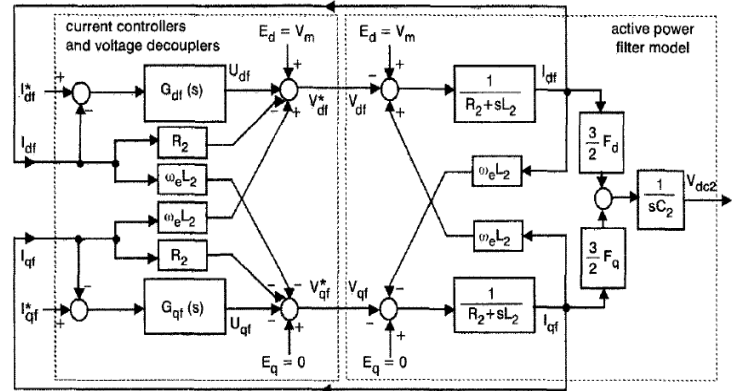 current controllers
and voltage decouplers
E_d = V_m
E_d = V_m
active power
filter model
I*_df
+
−
G_df (s)
U_df
+
−
−
+
V*_df
V_df
−
+
+
1
R_2+sL_2
I_df
I_df
R_2
ω_eL_2
ω_eL_2
3
2
F_d
1
sC_2
V_dc2
ω_eL_2
ω_eL_2
3
2
F_q
I_qf
R_2
−
I*_qf
+
G_qf (s)
U_qf
−
−
−
+
V*_qf
V_qf
−
−
+
1
R_2+sL_2
I_qf
E_q = 0
E_q = 0